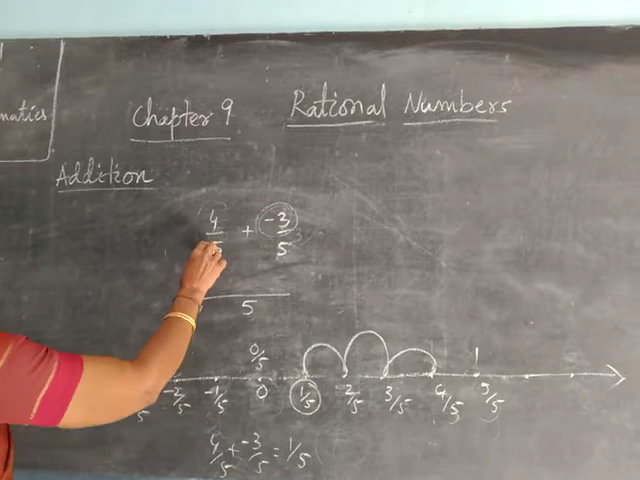 matics
Chapter 9 Rational Numbers
Addition
4/5 + -3/5
5
0/5 1
-2/5 -1/5 0 1/5 2/5 3/5 4/5 5/5
4/5 + -3/5 = 1/5